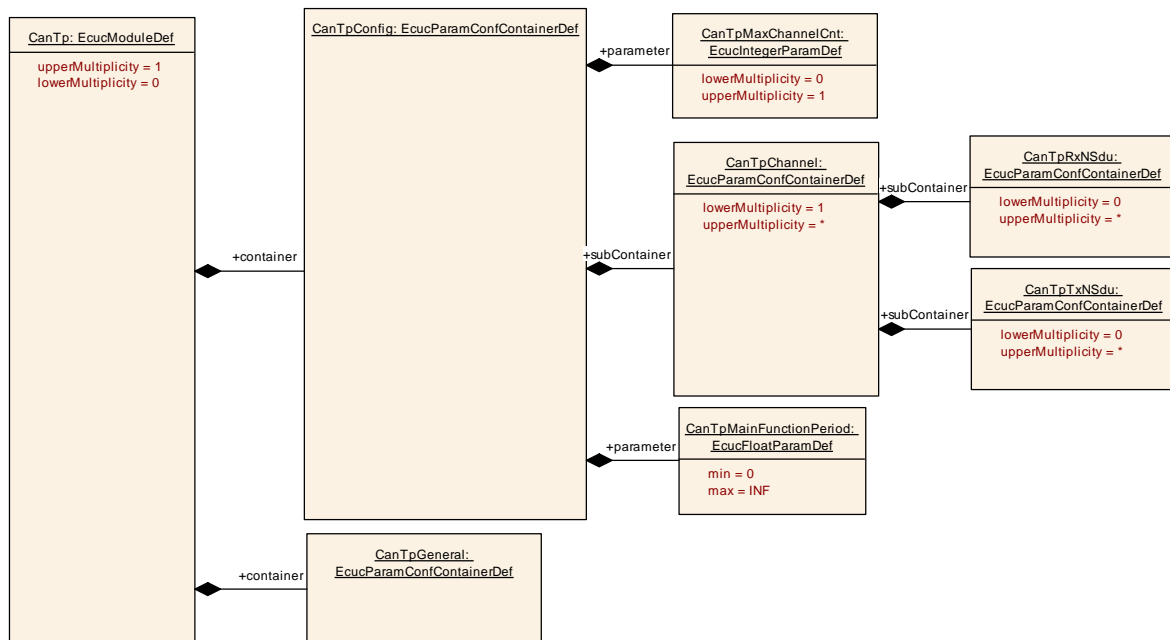 CanTp: EcucModuleDef
upperMultiplicity = 1
lowerMultiplicity = 0
+container
CanTpConfig: EcucParamConfContainerDef
+parameter
CanTpMaxChannelCnt:
EcucIntegerParamDef
lowerMultiplicity = 0
upperMultiplicity = 1
+subContainer
CanTpChannel:
EcucParamConfContainerDef
lowerMultiplicity = 1
upperMultiplicity = *
+subContainer
CanTpRxNSdu:
EcucParamConfContainerDef
lowerMultiplicity = 0
upperMultiplicity = *
+subContainer
CanTpTxNSdu:
EcucParamConfContainerDef
lowerMultiplicity = 0
upperMultiplicity = *
+parameter
CanTpMainFunctionPeriod:
EcucFloatParamDef
min = 0
max = INF
+container
CanTpGeneral:
EcucParamConfContainerDef